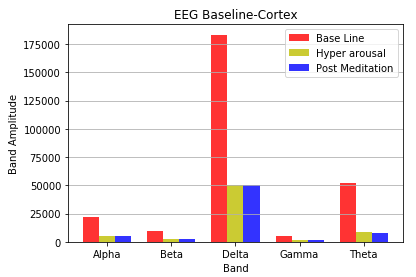 EEG Baseline-Cortex
Base Line
Hyper arousal
Post Meditation
Band Amplitude
175000
150000
125000
100000
75000
50000
25000
0
Alpha Beta Delta Gamma Theta
Band